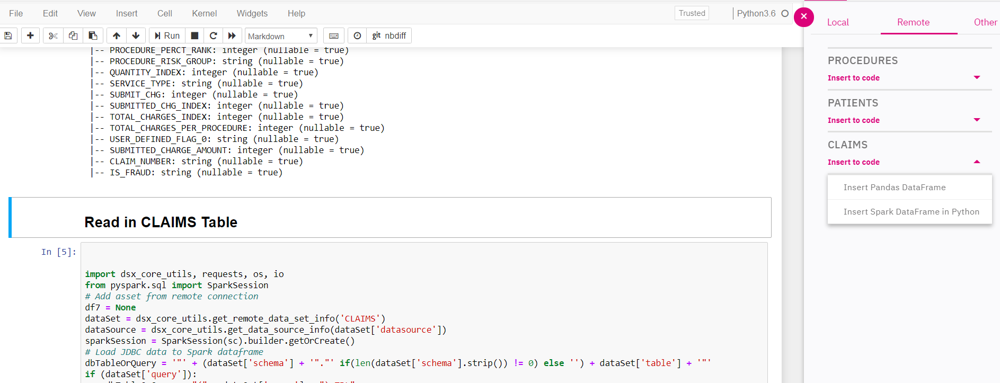 File Edit View Insert Cell Kernel Widgets Help Trusted Python3.6
Run Markdown git nbdiff
|-- PROCEDURE_PERCT_RANK: integer (nullable = true)
|-- PROCEDURE_RISK_GROUP: string (nullable = true)
|-- QUANTITY_INDEX: integer (nullable = true)
|-- SERVICE_TYPE: string (nullable = true)
|-- SUBMIT_CHG: integer (nullable = true)
|-- SUBMITTED_CHG_INDEX: integer (nullable = true)
|-- TOTAL_CHARGES_INDEX: integer (nullable = true)
|-- TOTAL_CHARGES_PER_PROCEDURE: integer (nullable = true)
|-- USER_DEFINED_FLAG_0: string (nullable = true)
|-- SUBMITTED_CHARGE_AMOUNT: integer (nullable = true)
|-- CLAIM_NUMBER: string (nullable = true)
|-- IS_FRAUD: string (nullable = true)
Read in CLAIMS Table
In [5]:
import dsx_core_utils, requests, os, io
from pyspark.sql import SparkSession
# Add asset from remote connection
df7 = None
dataSet = dsx_core_utils.get_remote_data_set_info('CLAIMS')
dataSource = dsx_core_utils.get_data_source_info(dataSet['datasource'])
sparkSession = SparkSession(sc).builder.getOrCreate()
# Load JDBC data to Spark dataframe
dbTableOrQuery = '"' + (dataSet['schema'] + '"."' if(len(dataSet['schema'].strip()) != 0) else '') + dataSet['table'] + '"'
if (dataSet['query']):
Local Remote Other
PROCEDURES
Insert to code
PATIENTS
Insert to code
CLAIMS
Insert to code
Insert Pandas DataFrame
Insert Spark DataFrame in Python